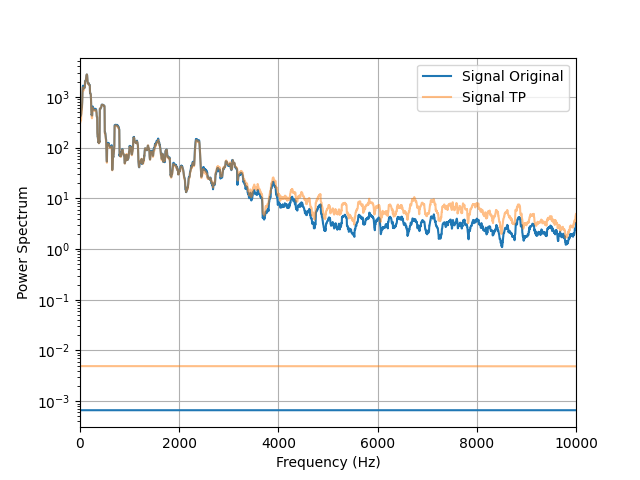 Signal Original
Signal TP
Power Spectrum
10³
10²
10¹
10⁰
10⁻¹
10⁻²
10⁻³
0 2000 4000 6000 8000 10000
Frequency (Hz)